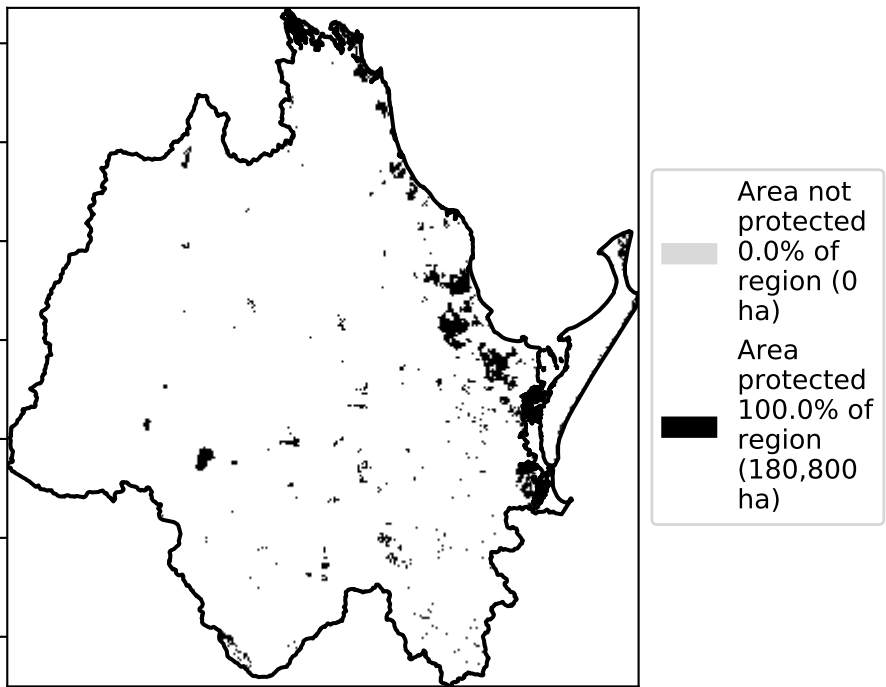 Area not
protected
0.0% of
region (0
ha)
Area
protected
100.0% of
region
(180,800
ha)